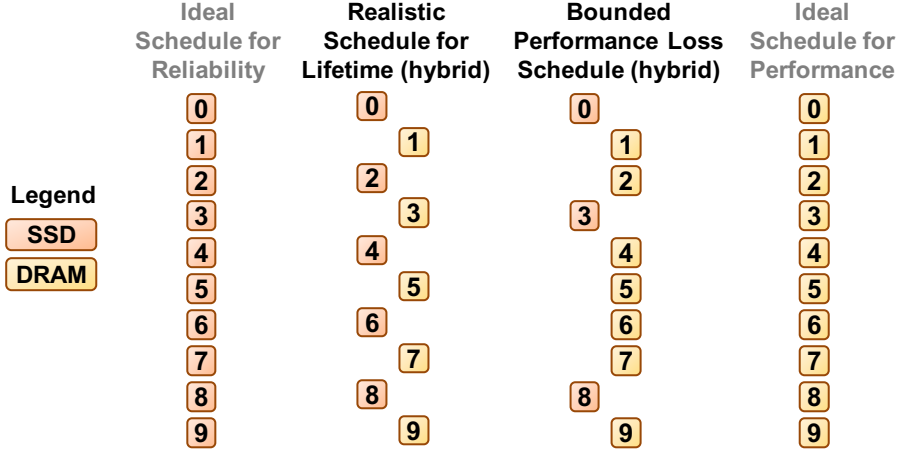 Ideal Schedule for Reliability
Realistic Schedule for Lifetime (hybrid)
Bounded Performance Loss Schedule (hybrid)
Ideal Schedule for Performance
Legend
SSD
DRAM
0 0 0 0
1 1 1 1
2 2 2 2
3 3 3 3
4 4 4 4
5 5 5 5
6 6 6 6
7 7 7 7
8 8 8 8
9 9 9 9